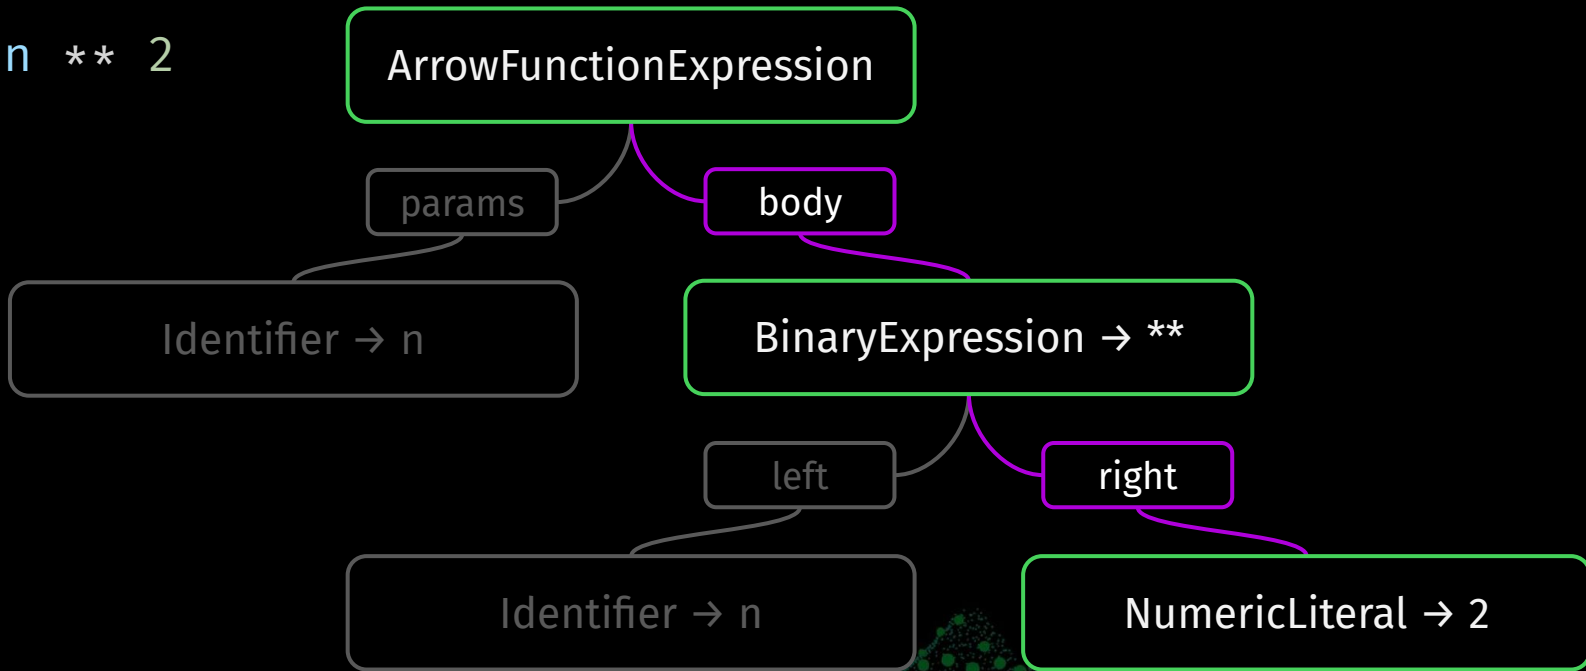 n ** 2
ArrowFunctionExpression
params
body
Identifier → n
BinaryExpression → **
left
right
Identifier → n
NumericLiteral → 2